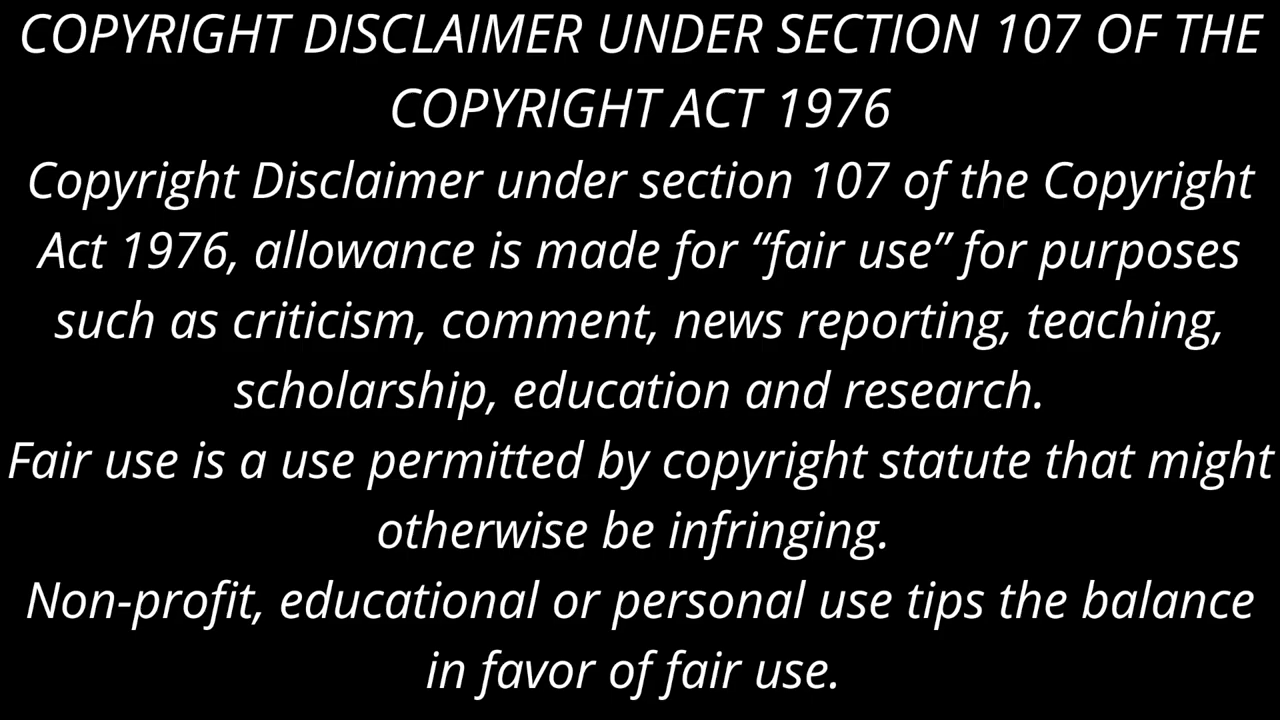 COPYRIGHT DISCLAIMER UNDER SECTION 107 OF THE
COPYRIGHT ACT 1976
Copyright Disclaimer under section 107 of the Copyright
Act 1976, allowance is made for “fair use” for purposes
such as criticism, comment, news reporting, teaching,
scholarship, education and research.
Fair use is a use permitted by copyright statute that might
otherwise be infringing.
Non-profit, educational or personal use tips the balance
in favor of fair use.